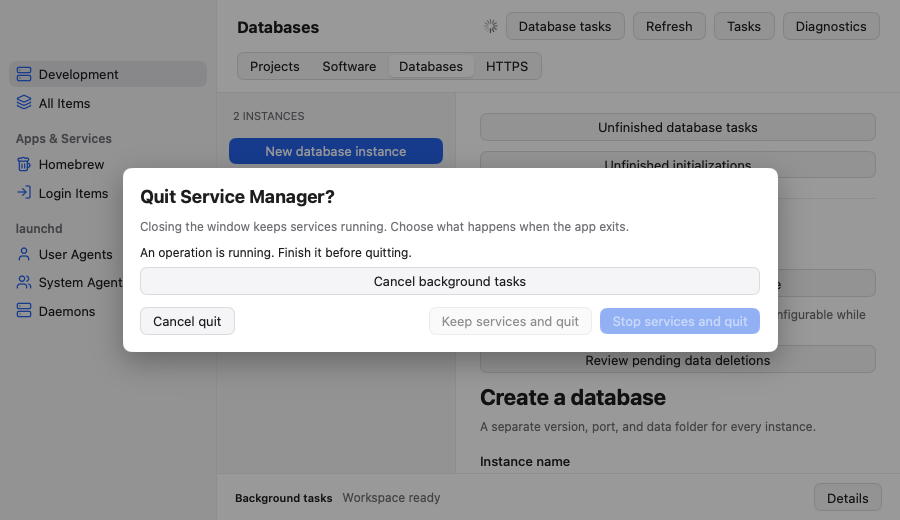 Databases
Database tasks
Refresh
Tasks
Diagnostics
Projects
Software
Databases
HTTPS
Development
All Items
Apps & Services
Homebrew
Login Items
launchd
User Agents
System Agent
Daemons
2 INSTANCES
New database instance
Unfinished database tasks
Unfinished initializations
Quit Service Manager?
Closing the window keeps services running. Choose what happens when the app exits.
An operation is running. Finish it before quitting.
Cancel background tasks
Cancel quit
Keep services and quit
Stop services and quit
nfigurable while
Review pending data deletions
Create a database
A separate version, port, and data folder for every instance.
Instance name
Background tasks
Workspace ready
Details